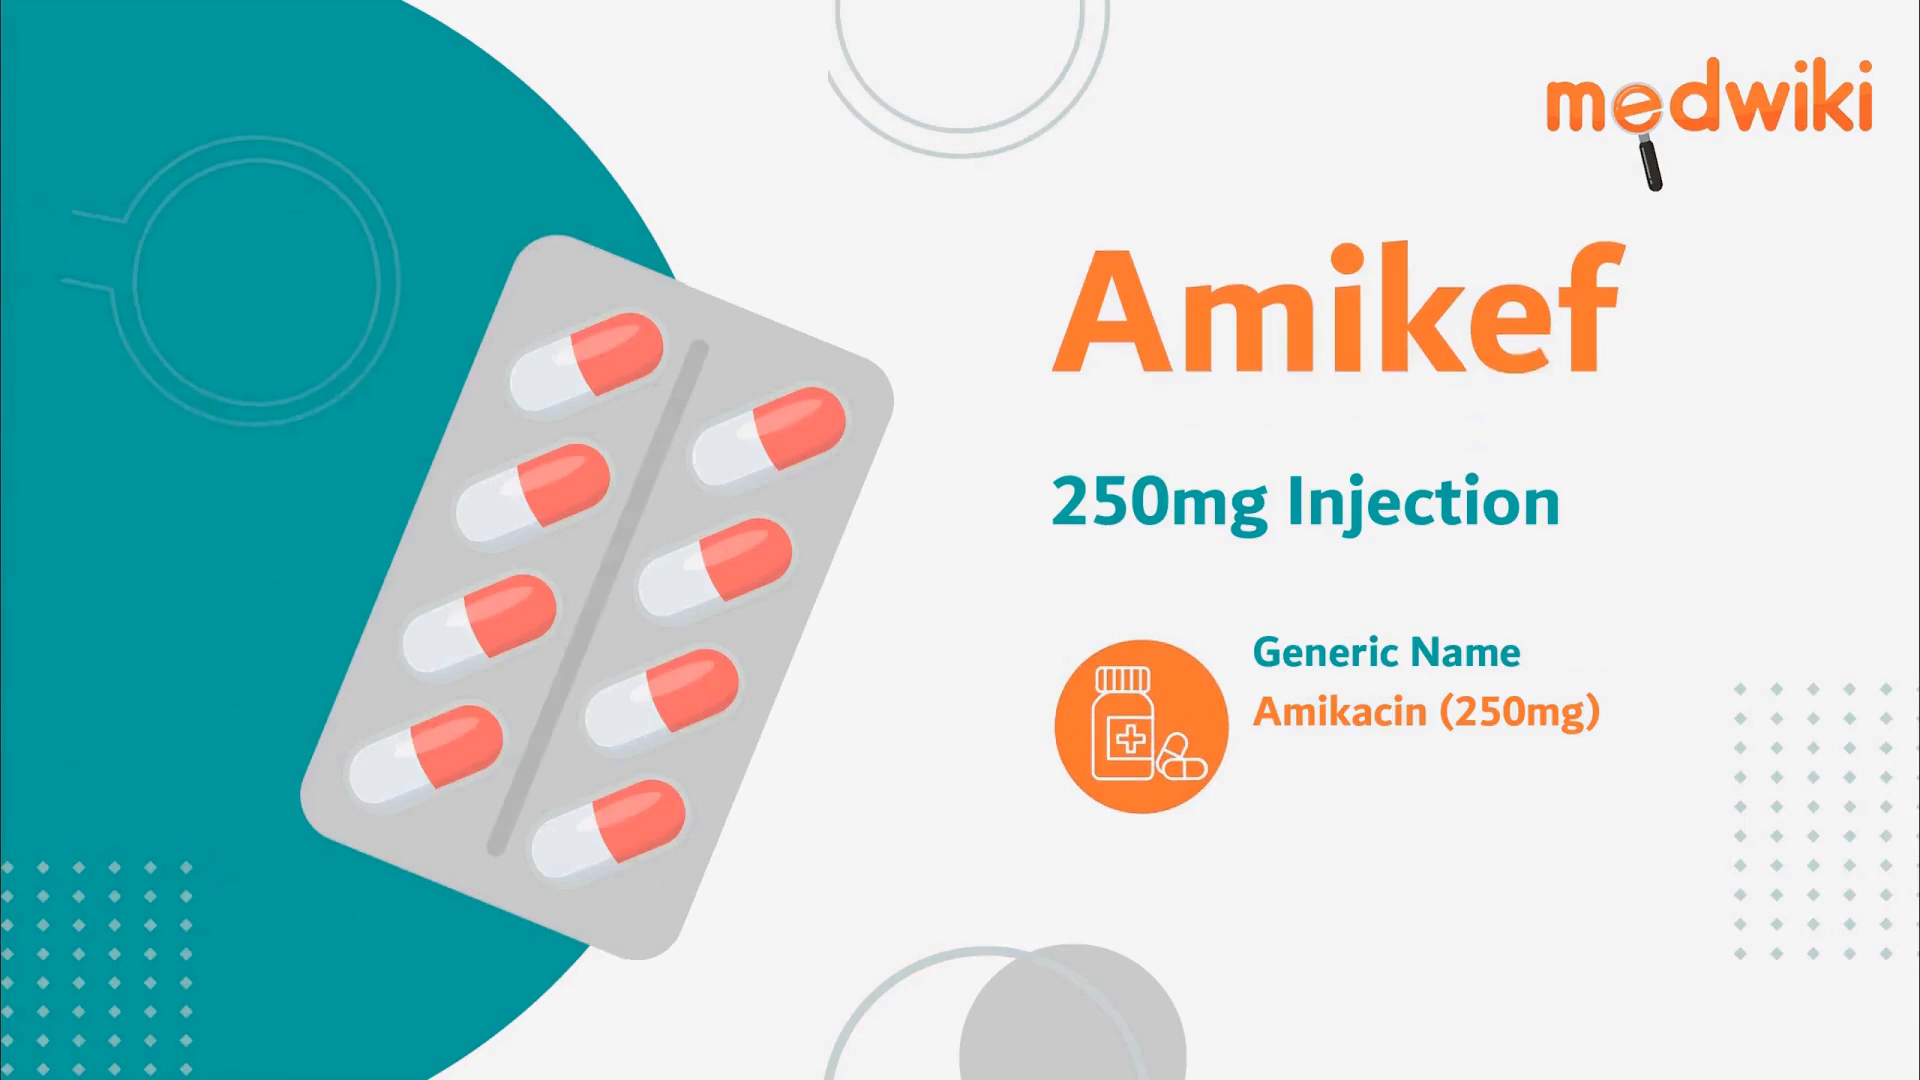 medwiki
Amikef
250mg Injection
Generic Name
Amikacin (250mg)